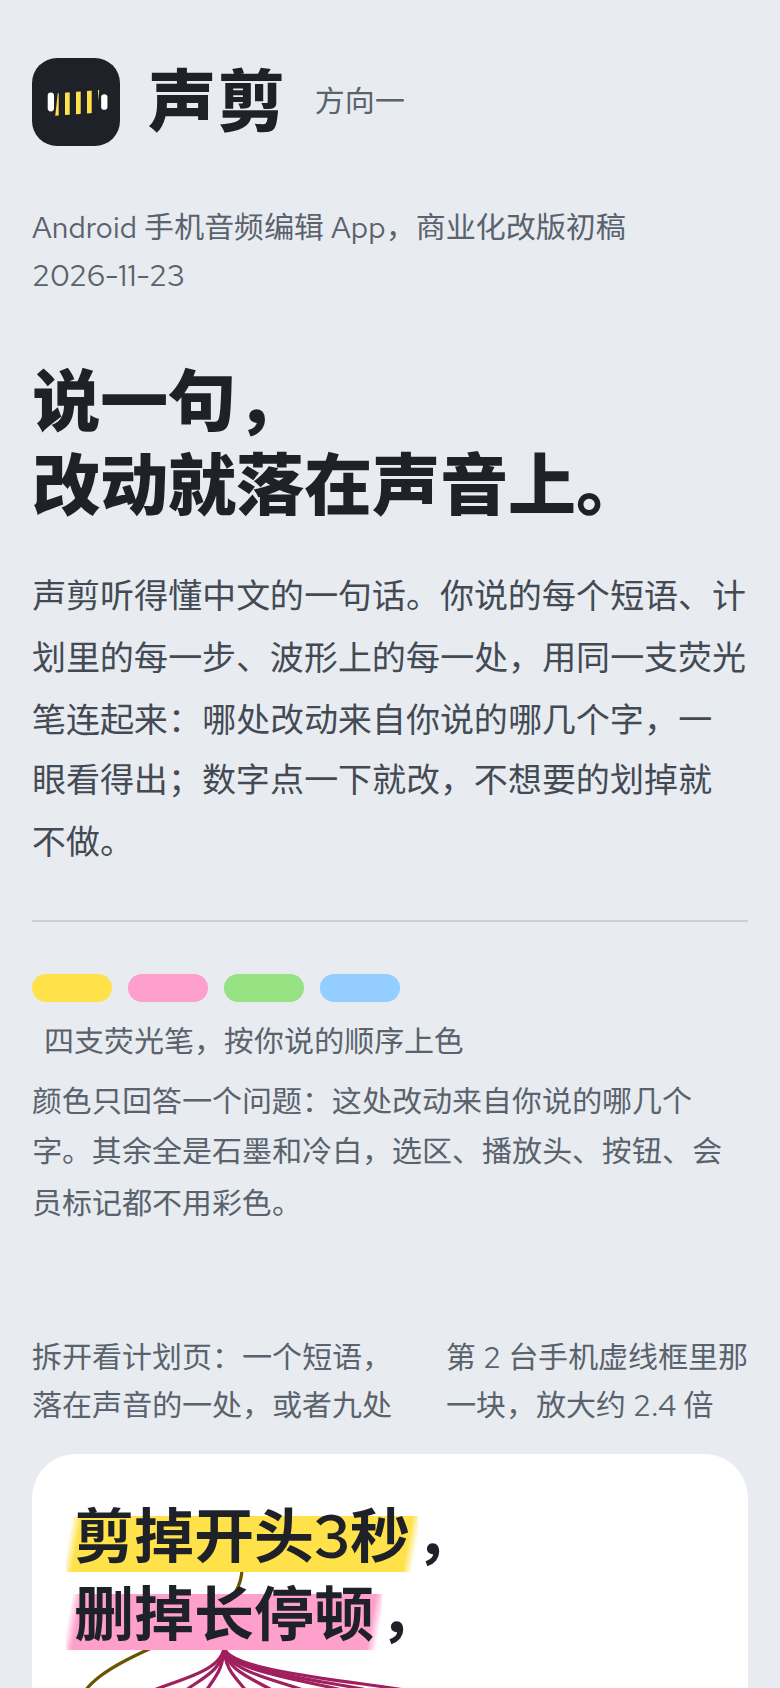 声剪 方向一
Android 手机音频编辑 App，商业化改版初稿
2026-11-23
说一句，
改动就落在声音上。
声剪听得懂中文的一句话。你说的每个短语、计
划里的每一步、波形上的每一处，用同一支荧光
笔连起来：哪处改动来自你说的哪几个字，一
眼看得出；数字点一下就改，不想要的划掉就
不做。
四支荧光笔，按你说的顺序上色
颜色只回答一个问题：这处改动来自你说的哪几个
字。其余全是石墨和冷白，选区、播放头、按钮、会
员标记都不用彩色。
拆开看计划页：一个短语，
落在声音的一处，或者九处
第 2 台手机虚线框里那
一块，放大约 2.4 倍
剪掉开头3秒，
删掉长停顿，